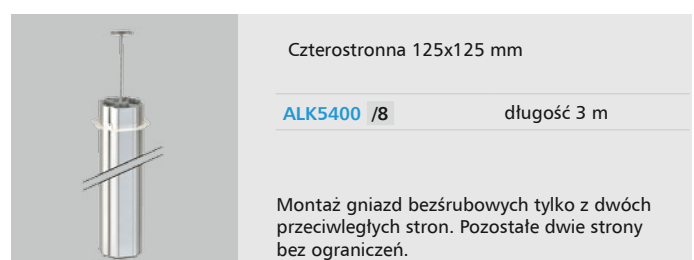 Czterostronna 125x125 mm
ALK5400 /8 długość 3 m
Montaż gniazd bezśrubowych tylko z dwóch
przeciwległych stron. Pozostałe dwie strony
bez ograniczeń.